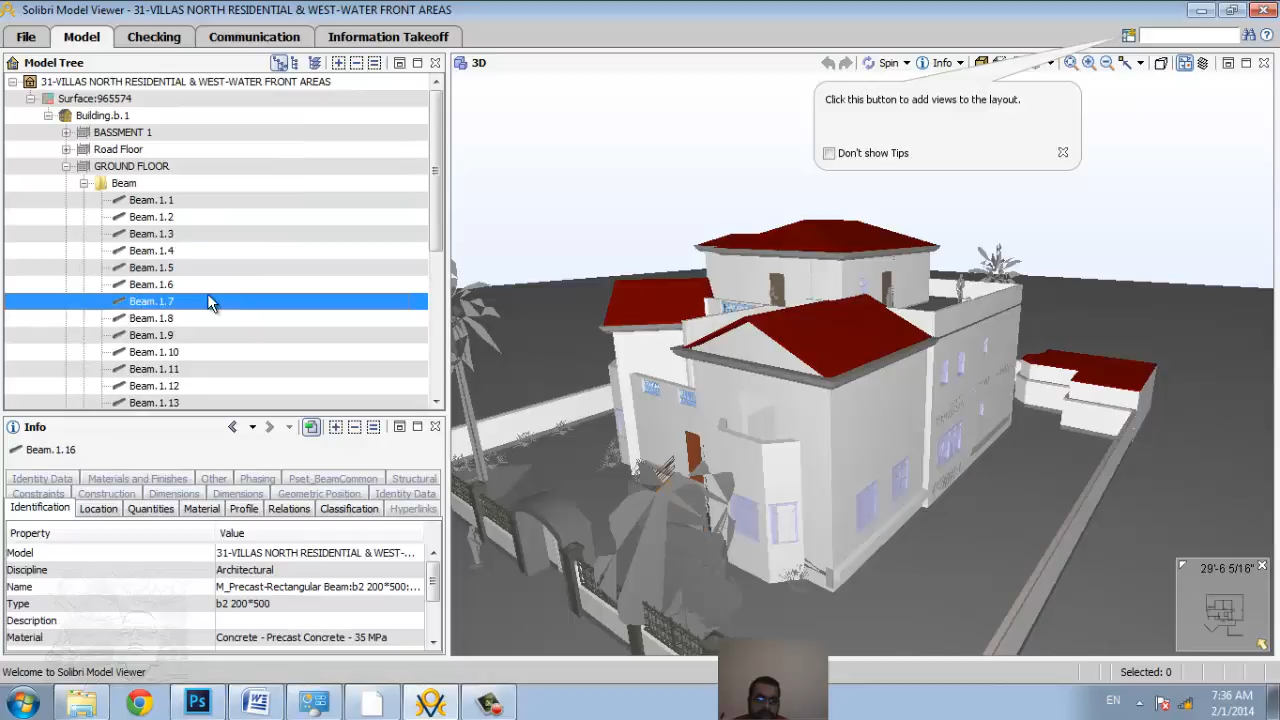 Solibri Model Viewer - 31-VILLAS NORTH RESIDENTIAL & WEST-WATER FRONT AREAS
File Model Checking Communication Information Takeoff
Model Tree
31-VILLAS NORTH RESIDENTIAL & WEST-WATER FRONT AREAS
Surface:965574
Building.b.1
BASSMENT 1
Road Floor
GROUND FLOOR
Beam
Beam.1.1
Beam.1.2
Beam.1.3
Beam.1.4
Beam.1.5
Beam.1.6
Beam.1.7
Beam.1.8
Beam.1.9
Beam.1.10
Beam.1.11
Beam.1.12
Beam.1.13
3D
Spin Info
Click this button to add views to the layout.
Don't show Tips
Info
Beam.1.16
Identity Data Materials and Finishes Other Phasing Pset_BeamCommon Structural
Constraints Construction Dimensions Dimensions Geometric Position Identity Data
Identification Location Quantities Material Profile Relations Classification Hyperlinks
Property Value
Model 31-VILLAS NORTH RESIDENTIAL & WEST-...
Discipline Architectural
Name M_Precast-Rectangular Beam:b2 200*500:...
Type b2 200*500
Description
Material Concrete - Precast Concrete - 35 MPa
29'-6 5/16"
Welcome to Solibri Model Viewer
Selected: 0
Ps
W
EN
7:36 AM
2/1/2014